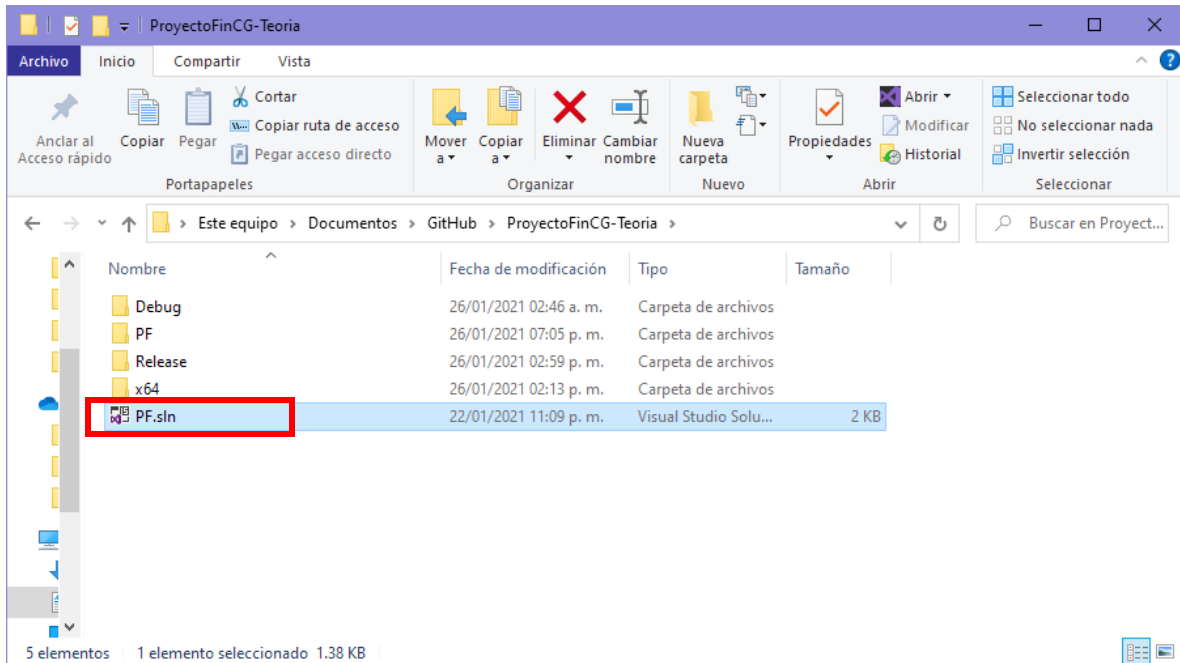 ProyectoFinCG-Teoria
Archivo Inicio Compartir Vista
Anclar al Acceso rápido
Copiar
Pegar
Cortar
Copiar ruta de acceso
Pegar acceso directo
Portapapeles
Mover a
Copiar a
Eliminar
Cambiar nombre
Organizar
Nueva carpeta
Nuevo
Propiedades
Abrir
Modificar
Historial
Abrir
Seleccionar todo
No seleccionar nada
Invertir selección
Seleccionar
Este equipo > Documentos > GitHub > ProyectoFinCG-Teoria >
Buscar en Proyect...
Nombre Fecha de modificación Tipo Tamaño
Debug 26/01/2021 02:46 a. m. Carpeta de archivos
PF 26/01/2021 07:05 p. m. Carpeta de archivos
Release 26/01/2021 02:59 p. m. Carpeta de archivos
x64 26/01/2021 02:13 p. m. Carpeta de archivos
PF.sln 22/01/2021 11:09 p. m. Visual Studio Solu... 2 KB
5 elementos 1 elemento seleccionado 1.38 KB